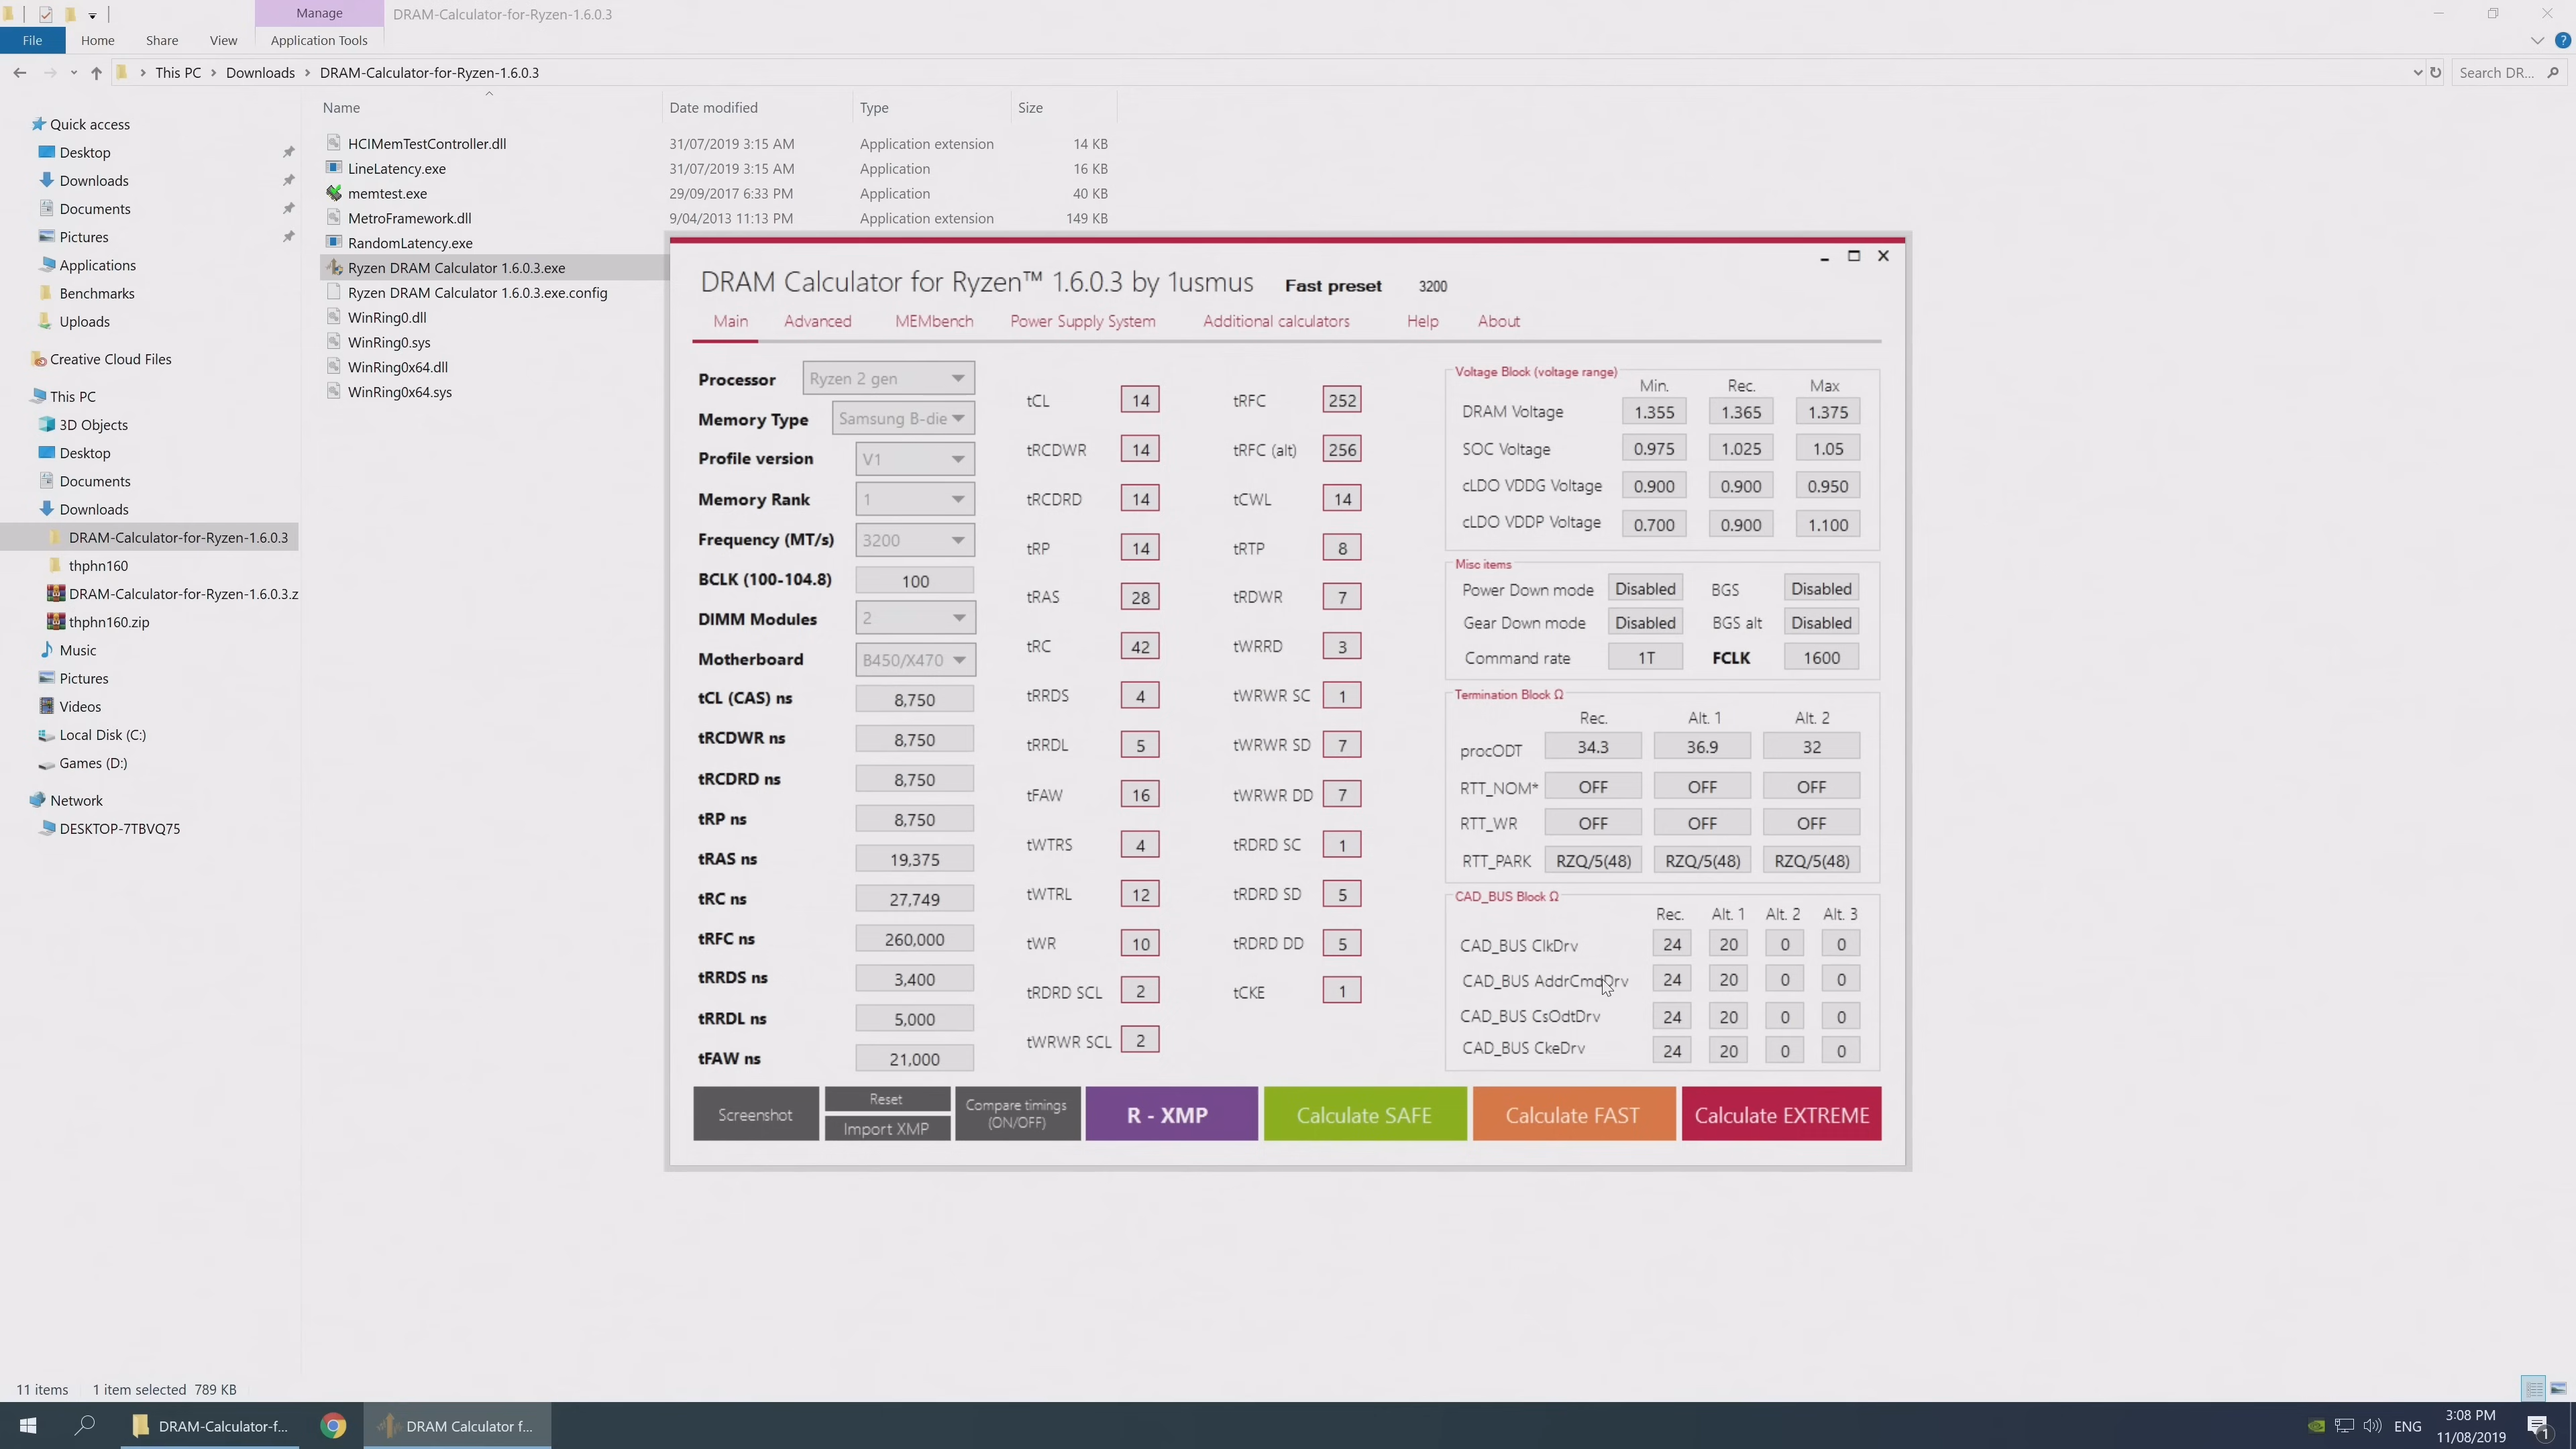 Manage
DRAM-Calculator-for-Ryzen-1.6.0.3
File
Home
Share
View
Application Tools
This PC
Downloads
DRAM-Calculator-for-Ryzen-1.6.0.3
Search DR...
Name
Date modified
Type
Size
Quick access
Desktop
Downloads
Documents
Pictures
Applications
Benchmarks
Uploads
Creative Cloud Files
This PC
3D Objects
Desktop
Documents
Downloads
DRAM-Calculator-for-Ryzen-1.6.0.3
thphn160
DRAM-Calculator-for-Ryzen-1.6.0.3.z
thphn160.zip
Music
Pictures
Videos
Local Disk (C:)
Games (D:)
Network
DESKTOP-7TBVQ75
HCIMemTestController.dll 31/07/2019 3:15 AM Application extension 14 KB
LineLatency.exe 31/07/2019 3:15 AM Application 16 KB
memtest.exe 29/09/2017 6:33 PM Application 40 KB
MetroFramework.dll 9/04/2013 11:13 PM Application extension 149 KB
RandomLatency.exe
Ryzen DRAM Calculator 1.6.0.3.exe
Ryzen DRAM Calculator 1.6.0.3.exe.config
WinRing0.dll
WinRing0.sys
WinRing0x64.dll
WinRing0x64.sys
DRAM Calculator for Ryzen™ 1.6.0.3 by 1usmus Fast preset 3200
Main Advanced MEMbench Power Supply System Additional calculators Help About
Processor Ryzen 2 gen
Memory Type Samsung B-die
Profile version V1
Memory Rank 1
Frequency (MT/s) 3200
BCLK (100-104.8) 100
DIMM Modules 2
Motherboard B450/X470
tCL (CAS) ns 8,750
tRCDWR ns 8,750
tRCDRD ns 8,750
tRP ns 8,750
tRAS ns 19,375
tRC ns 27,749
tRFC ns 260,000
tRRDS ns 3,400
tRRDL ns 5,000
tFAW ns 21,000
tCL 14
tRCDWR 14
tRCDRD 14
tRP 14
tRAS 28
tRC 42
tRRDS 4
tRRDL 5
tFAW 16
tWTRS 4
tWTRL 12
tWR 10
tRDRD SCL 2
tWRWR SCL 2
tRFC 252
tRFC (alt) 256
tCWL 14
tRTP 8
tRDWR 7
tWRRD 3
tWRWR SC 1
tWRWR SD 7
tWRWR DD 7
tRDRD SC 1
tRDRD SD 5
tRDRD DD 5
tCKE 1
Voltage Block (voltage range)
Min. Rec. Max
DRAM Voltage 1.355 1.365 1.375
SOC Voltage 0.975 1.025 1.05
cLDO VDDG Voltage 0.900 0.900 0.950
cLDO VDDP Voltage 0.700 0.900 1.100
Misc items
Power Down mode Disabled BGS Disabled
Gear Down mode Disabled BGS alt Disabled
Command rate 1T FCLK 1600
Termination Block Ω
Rec. Alt. 1 Alt. 2
procODT 34.3 36.9 32
RTT_NOM* OFF OFF OFF
RTT_WR OFF OFF OFF
RTT_PARK RZQ/5(48) RZQ/5(48) RZQ/5(48)
CAD_BUS Block Ω
Rec. Alt. 1 Alt. 2 Alt. 3
CAD_BUS ClkDrv 24 20 0 0
CAD_BUS AddrCmdDrv 24 20 0 0
CAD_BUS CsOdtDrv 24 20 0 0
CAD_BUS CkeDrv 24 20 0 0
Screenshot
Reset
Import XMP
Compare timings
(ON/OFF)
R - XMP
Calculate SAFE
Calculate FAST
Calculate EXTREME
11 items 1 item selected 789 KB
DRAM-Calculator-f...
DRAM Calculator f...
ENG
3:08 PM
11/08/2019
1